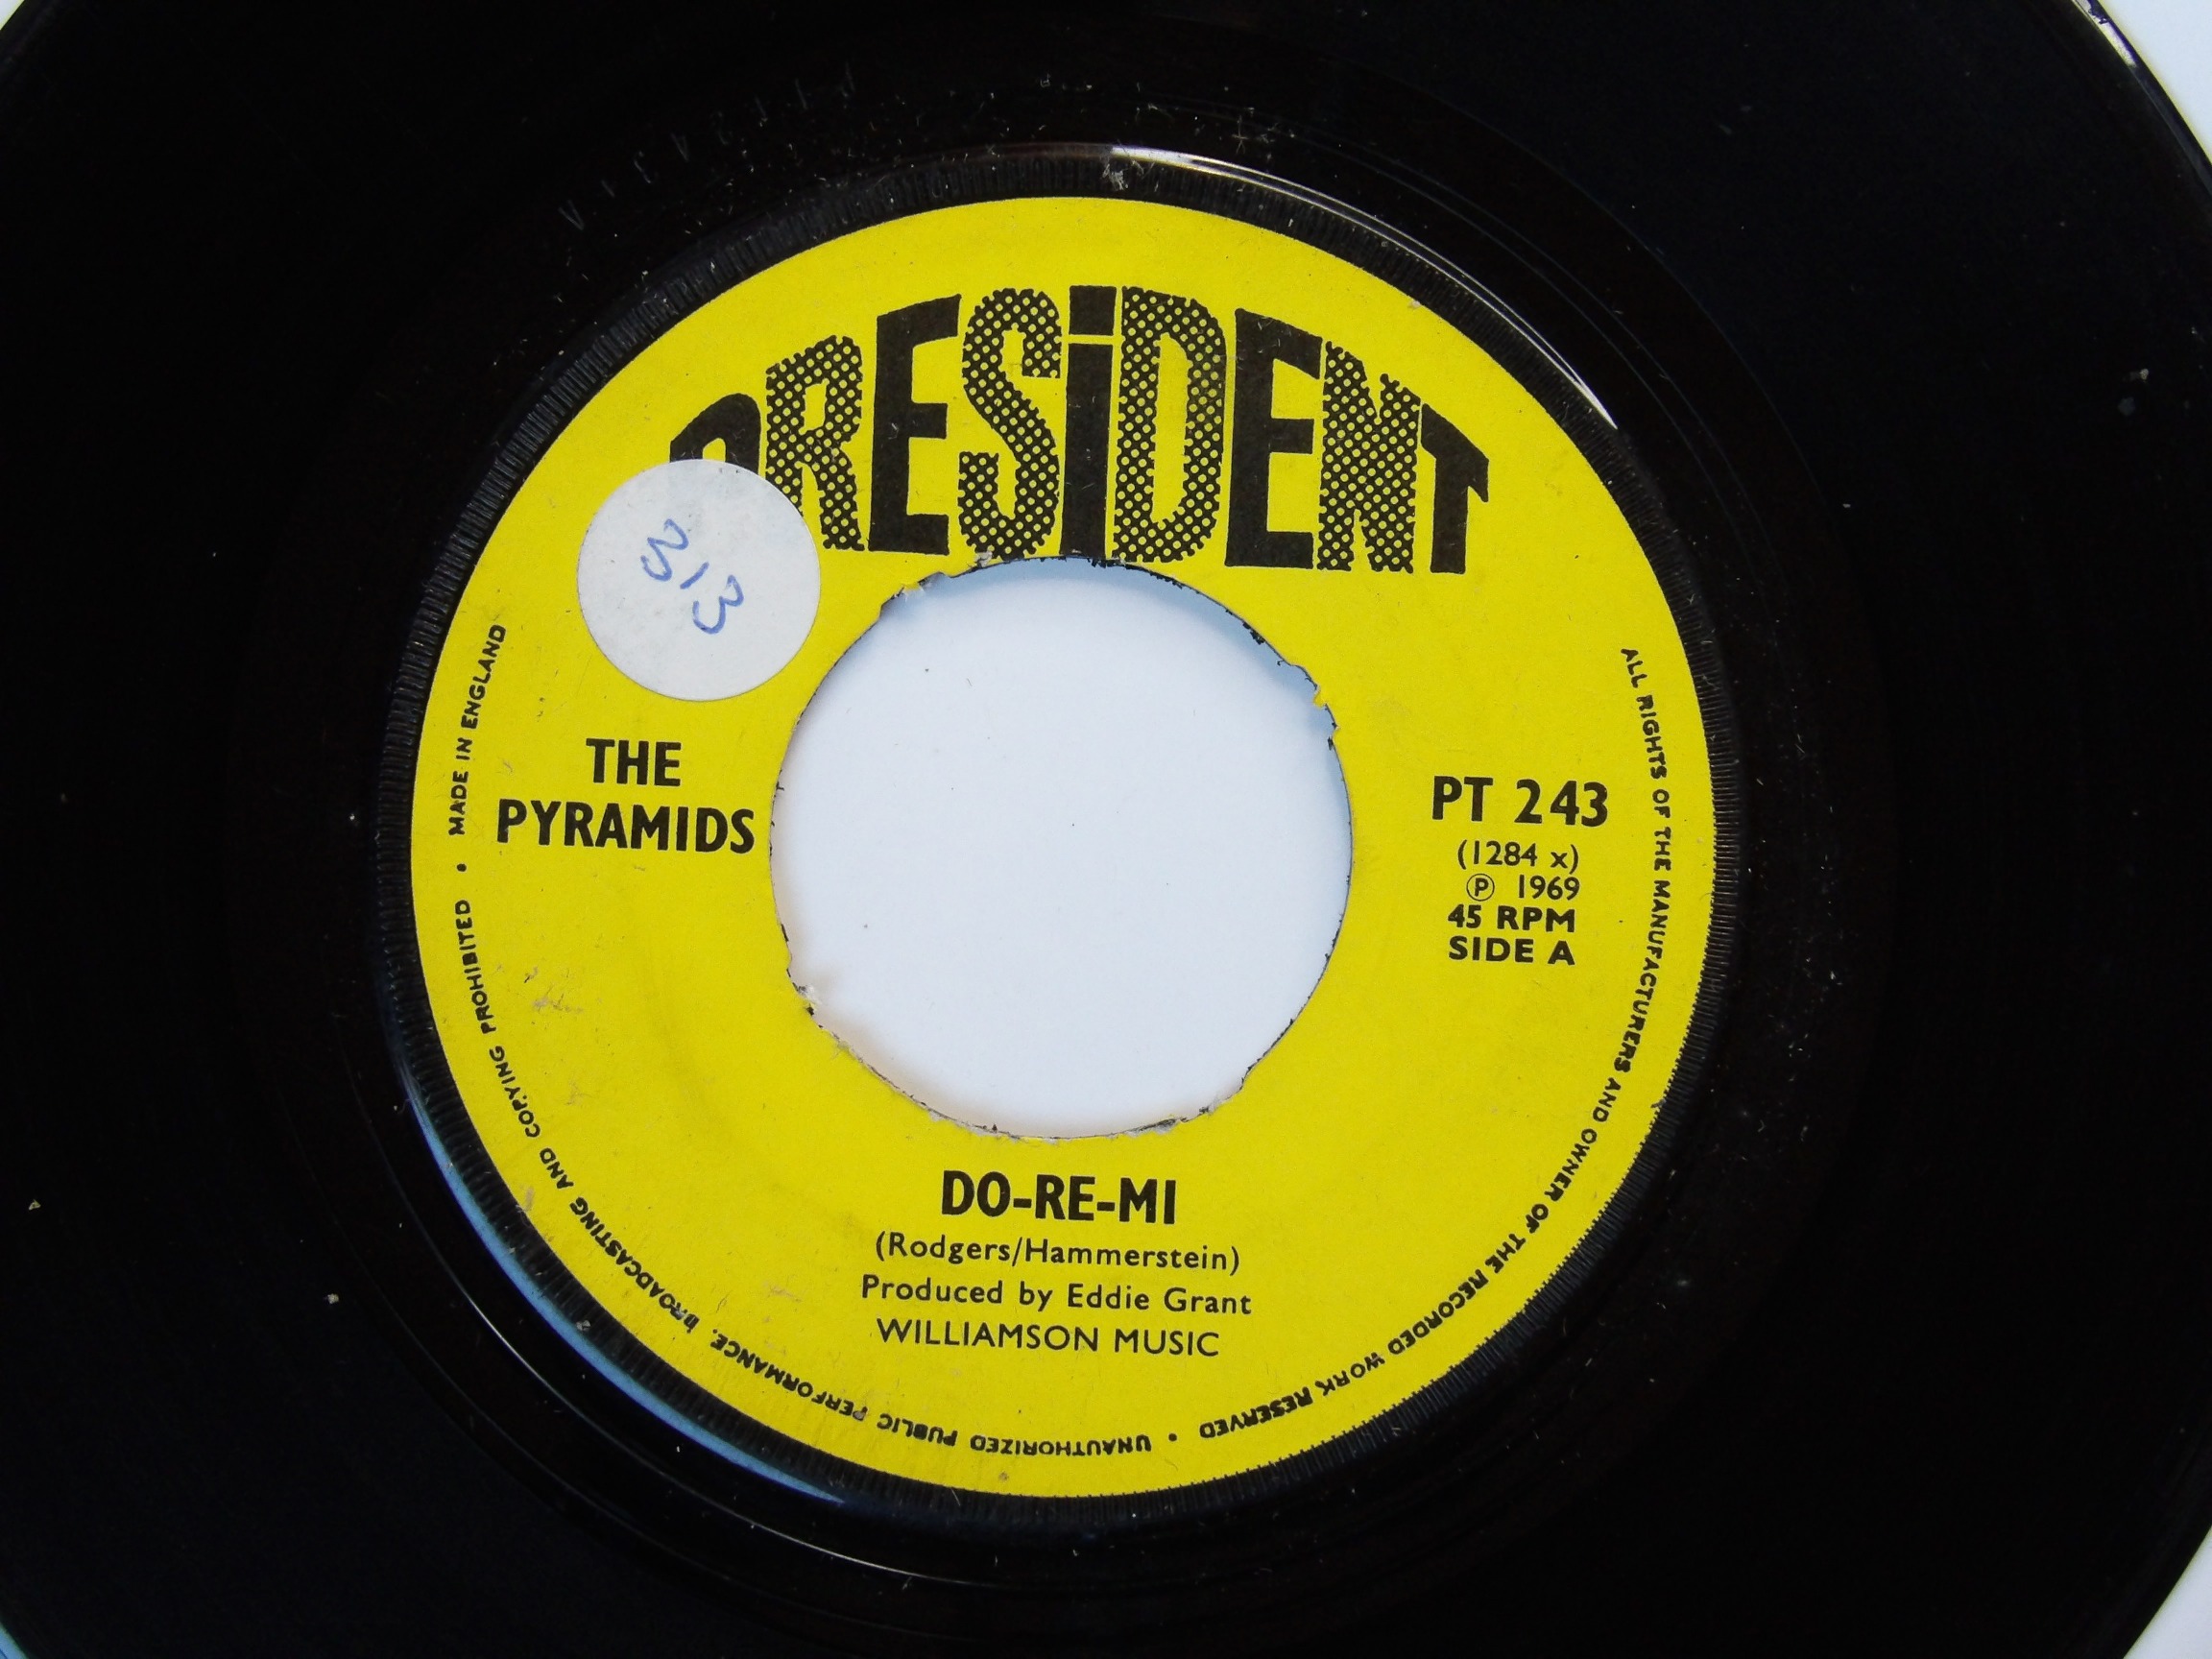 PRESiDENT
313
THE
PYRAMIDS
PT 243
(1284 x)
Ⓟ 1969
45 RPM
SIDE A
DO-RE-MI
(Rodgers/Hammerstein)
Produced by Eddie Grant
WILLIAMSON MUSIC
ALL RIGHTS OF THE MANUFACTURERS AND OWNER OF THE RECORDED WORK RESERVED • UNAUTHORIZED PUBLIC PERFORMANCE, BROADCASTING AND COPYING PROHIBITED • MADE IN ENGLAND